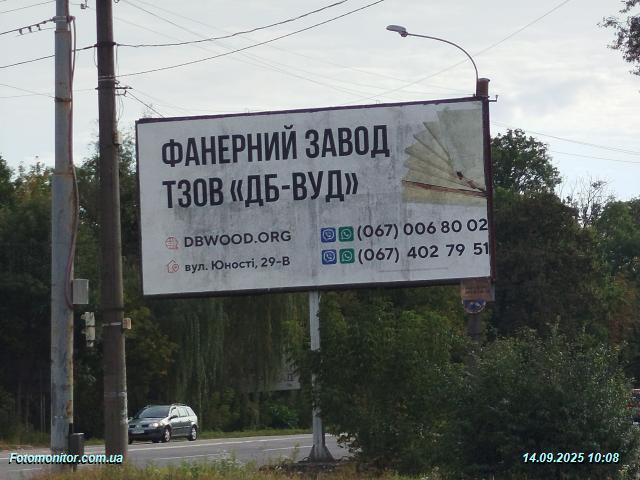 ФАНЕРНИЙ ЗАВОД
ТЗОВ «ДБ-ВУД»
DBWOOD.ORG
вул. Юності, 29-В
(067) 006 80 02
(067) 402 79 51
Fotomonitor.com.ua
14.09.2025 10:08